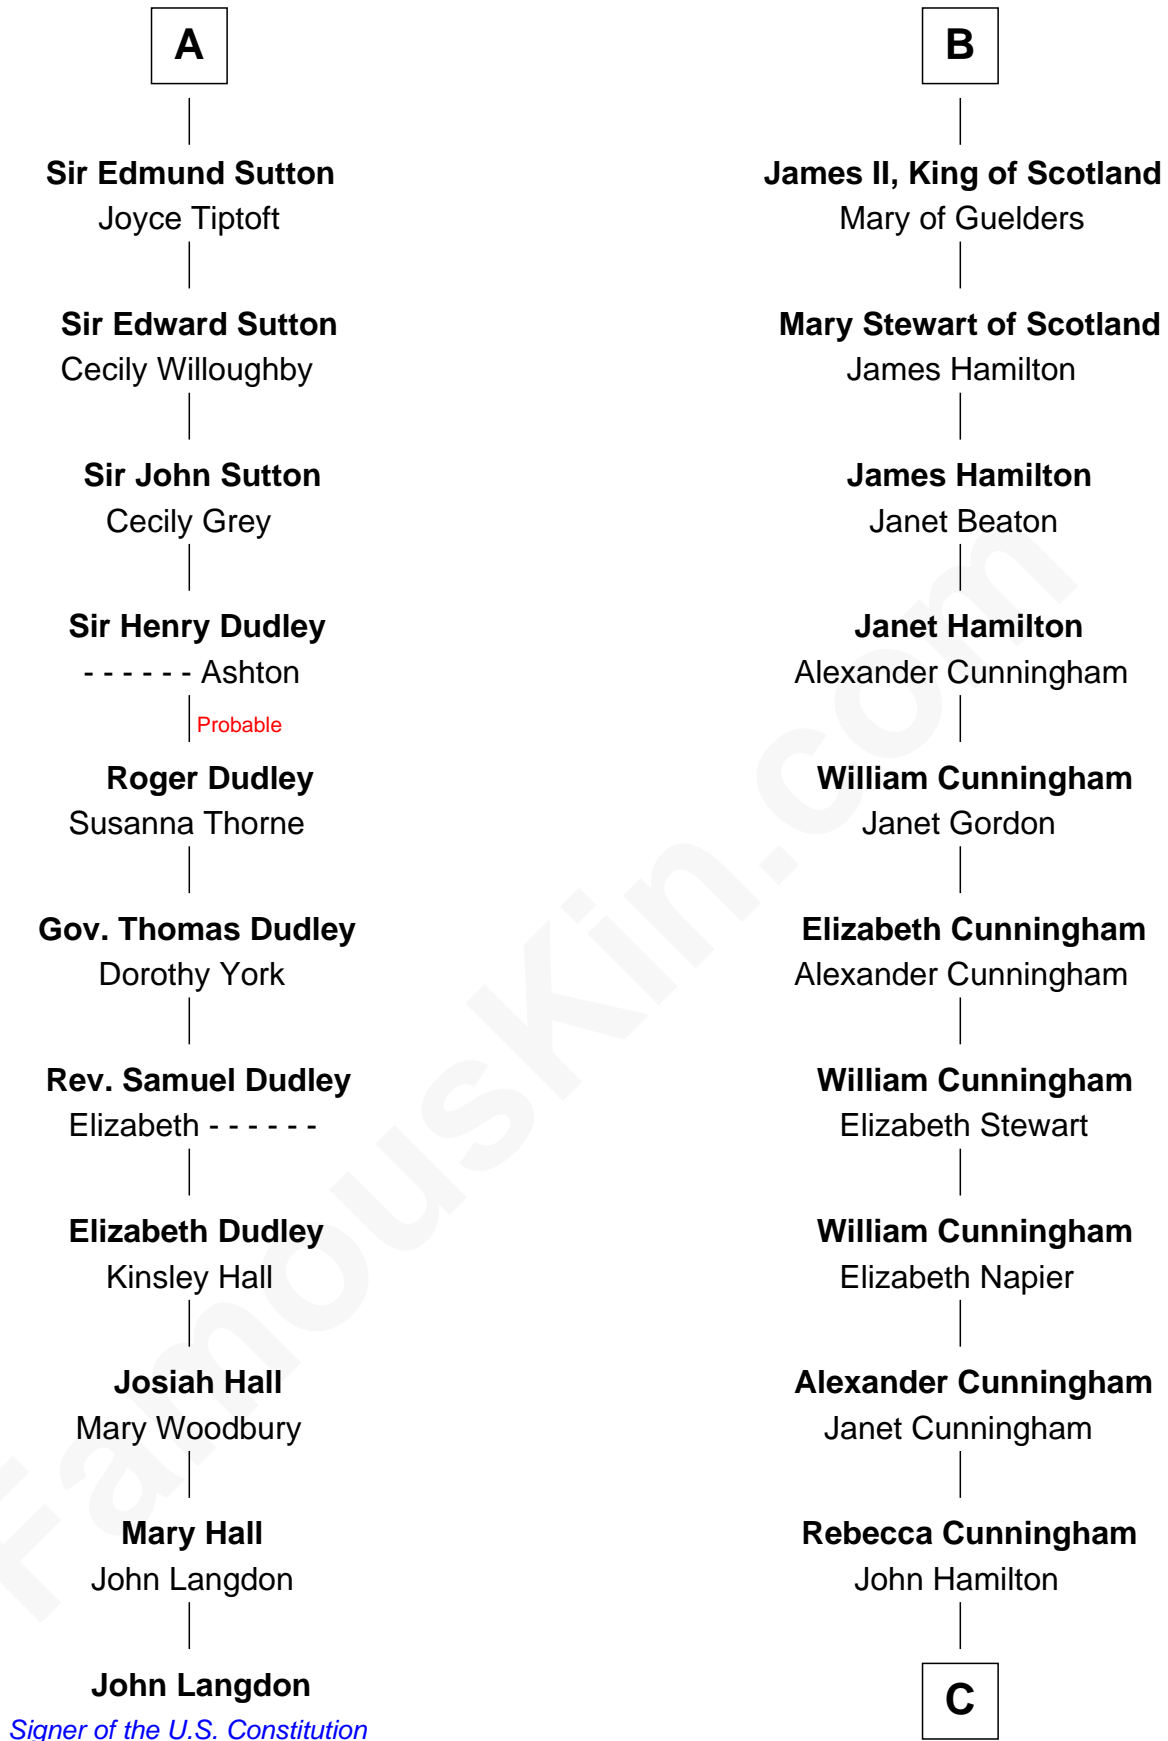 A
Sir Edmund Sutton
Joyce Tiptoft
Sir Edward Sutton
Cecily Willoughby
Sir John Sutton
Cecily Grey
Sir Henry Dudley
- - - - - - Ashton
Probable
Roger Dudley
Susanna Thorne
Gov. Thomas Dudley
Dorothy York
Rev. Samuel Dudley
Elizabeth - - - - - -
Elizabeth Dudley
Kinsley Hall
Josiah Hall
Mary Woodbury
Mary Hall
John Langdon
John Langdon
Signer of the U.S. Constitution
B
James II, King of Scotland
Mary of Guelders
Mary Stewart of Scotland
James Hamilton
James Hamilton
Janet Beaton
Janet Hamilton
Alexander Cunningham
William Cunningham
Janet Gordon
Elizabeth Cunningham
Alexander Cunningham
William Cunningham
Elizabeth Stewart
William Cunningham
Elizabeth Napier
Alexander Cunningham
Janet Cunningham
Rebecca Cunningham
John Hamilton
C
FamousKin.com